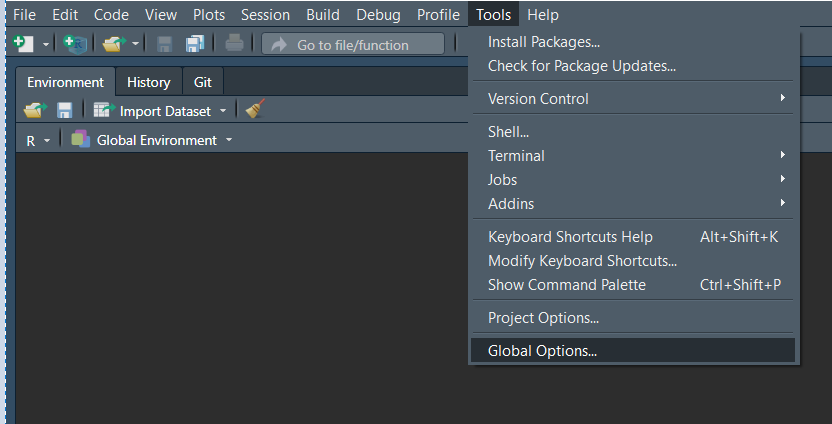 File Edit Code View Plots Session Build Debug Profile Tools Help
Go to file/function
Environment History Git
Import Dataset
R Global Environment
Install Packages...
Check for Package Updates...
Version Control
Shell...
Terminal
Jobs
Addins
Keyboard Shortcuts Help Alt+Shift+K
Modify Keyboard Shortcuts...
Show Command Palette Ctrl+Shift+P
Project Options...
Global Options...